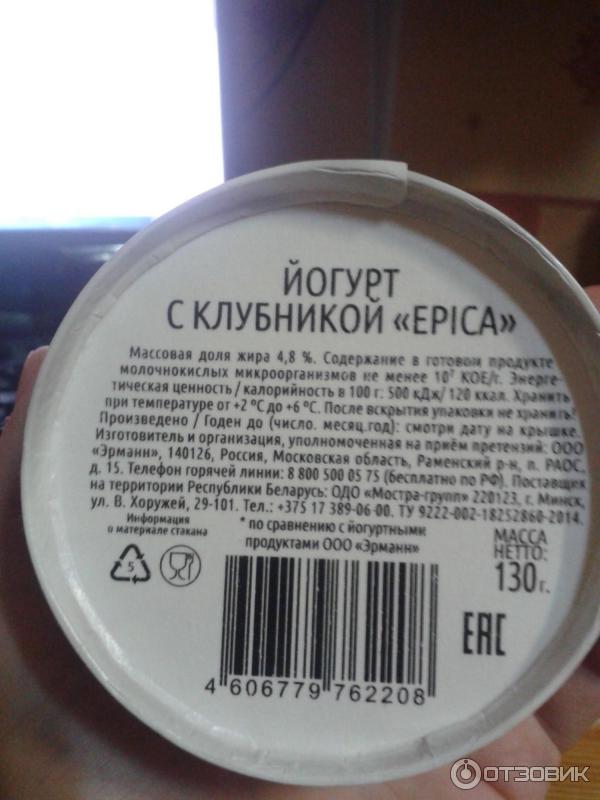 ЙОГУРТ
С КЛУБНИКОЙ «EPICA»
Массовая доля жира 4,8 %. Содержание в готовом продукте
молочнокислых микроорганизмов не менее 10⁷ КОЕ/г. Энерге-
тическая ценность / калорийность в 100 г: 500 кДж/ 120 ккал. Хранить
при температуре от +2 °C до +6 °C. После вскрытия упаковки не хранить!
Произведено / Годен до (число. месяц.год): смотри дату на крышке.
Изготовитель и организация, уполномоченная на приём претензий: ООО
«Эрманн», 140126, Россия, Московская область, Раменский р-н, п. РАОС,
д. 15. Телефон горячей линии: 8 800 500 05 75 (бесплатно по РФ). Поставщик
на территории Республики Беларусь: ОДО «Мостра-групп» 220123, г. Минск,
ул. В. Хоружей, 29-101. Тел.: +375 17 389-06-00. ТУ 9222-002-18252860-2014.
Информация
о материале стакана
* по сравнению с йогуртными
продуктами ООО «Эрманн»
МАССА
НЕТТО:
130 г.
5
EAC
4 606779 762208
ОТЗОВИК